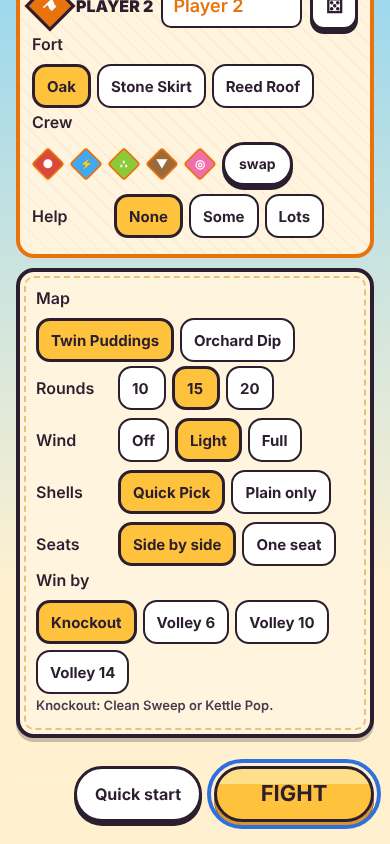 PLAYER 2 Player 2
Fort
Oak Stone Skirt Reed Roof
Crew
swap
Help None Some Lots
Map
Twin Puddings Orchard Dip
Rounds 10 15 20
Wind Off Light Full
Shells Quick Pick Plain only
Seats Side by side One seat
Win by
Knockout Volley 6 Volley 10
Volley 14
Knockout: Clean Sweep or Kettle Pop.
Quick start FIGHT